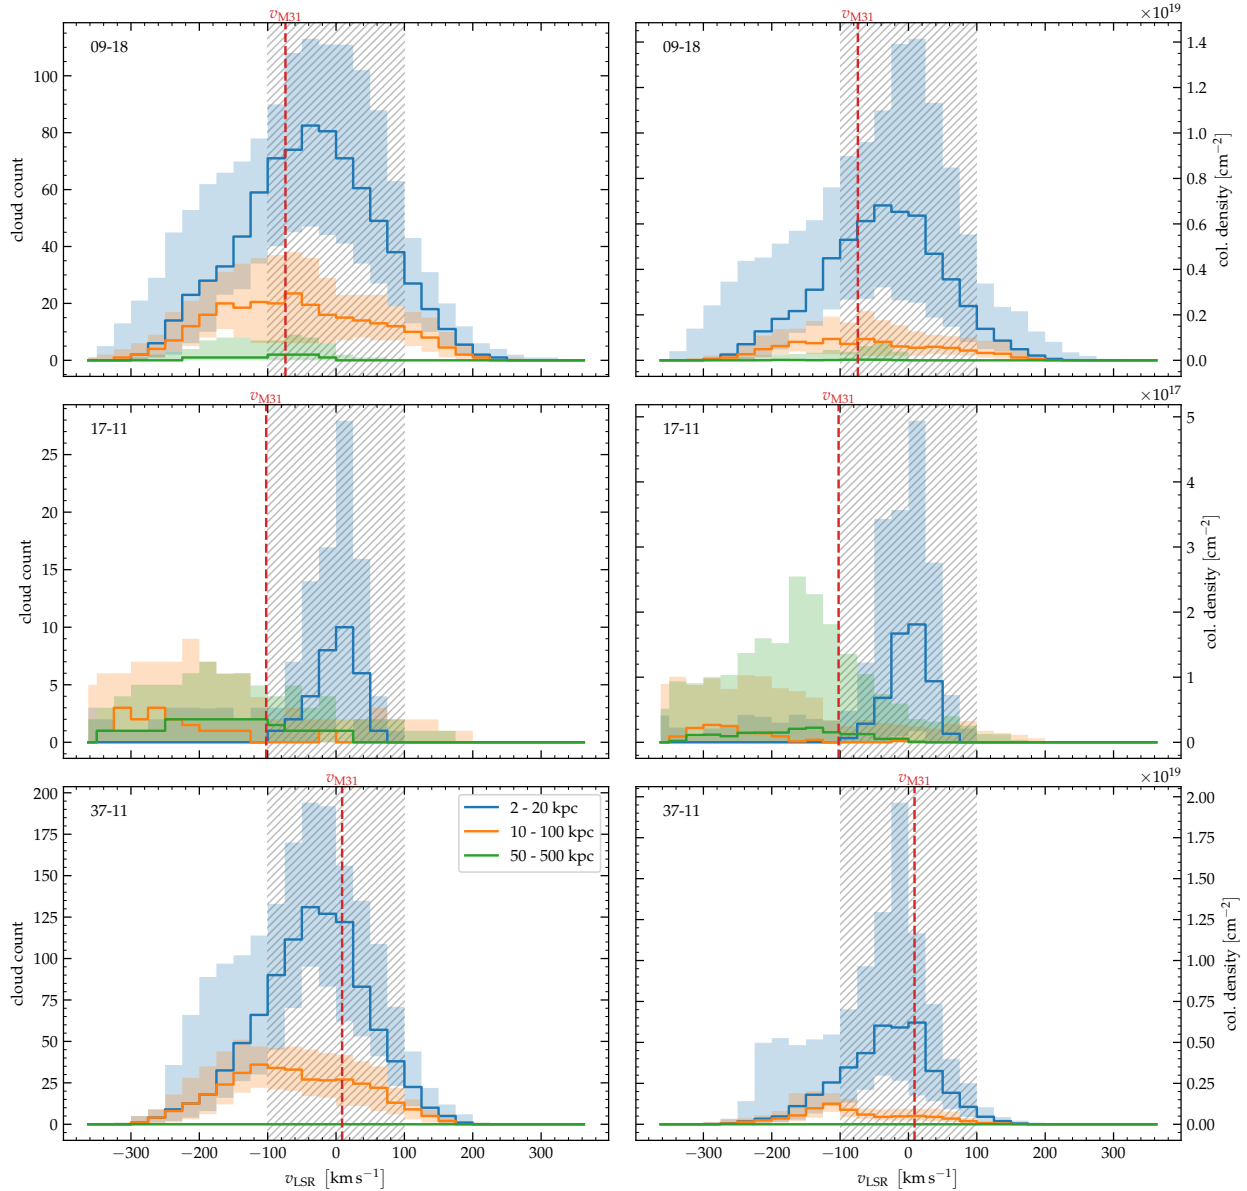 v_M31
v_M31
×10^19
09-18
09-18
cloud count
col. density [cm^−2]
0
20
40
60
80
100
0.0
0.2
0.4
0.6
0.8
1.0
1.2
1.4
v_M31
v_M31
×10^17
17-11
17-11
cloud count
col. density [cm^−2]
0
5
10
15
20
25
0
1
2
3
4
5
v_M31
v_M31
×10^19
37-11
37-11
2 - 20 kpc
10 - 100 kpc
50 - 500 kpc
cloud count
col. density [cm^−2]
0
25
50
75
100
125
150
175
200
0.00
0.25
0.50
0.75
1.00
1.25
1.50
1.75
2.00
−300 −200 −100 0 100 200 300
−300 −200 −100 0 100 200 300
v_LSR [km s^−1]
v_LSR [km s^−1]